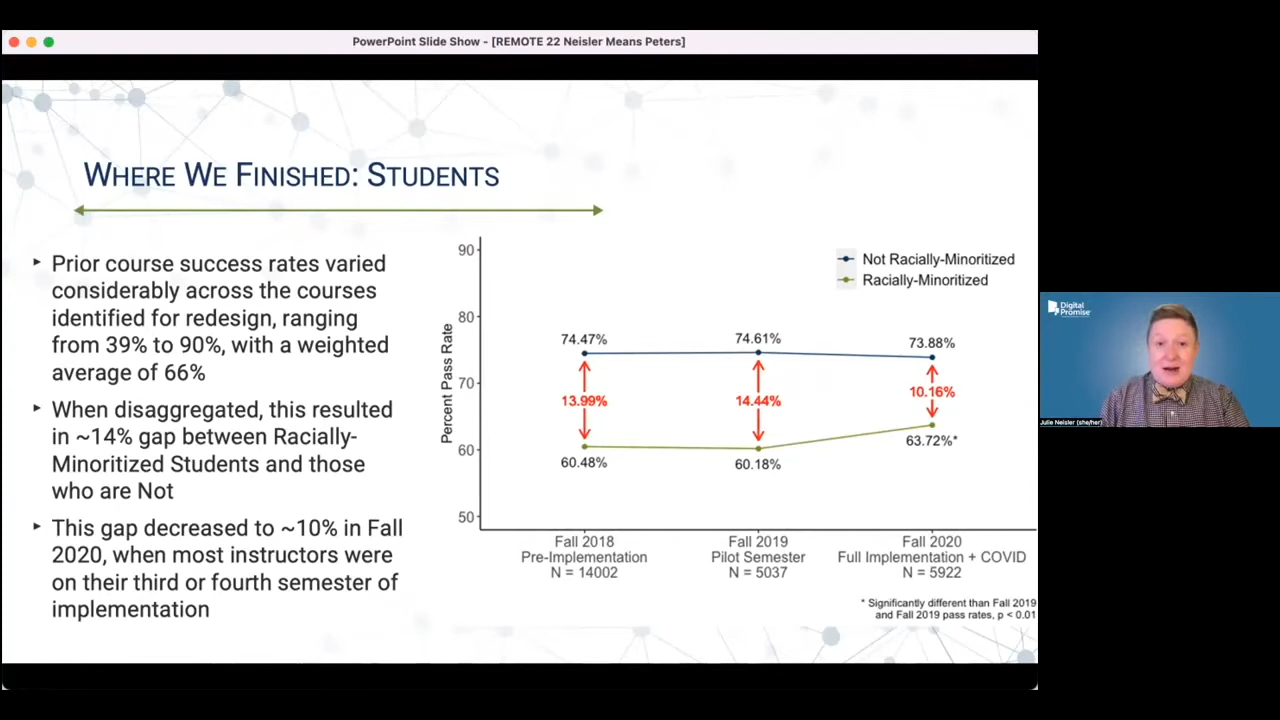 PowerPoint Slide Show - [REMOTE 22 Neisler Means Peters]
WHERE WE FINISHED: STUDENTS
‣ Prior course success rates varied
considerably across the courses
identified for redesign, ranging
from 39% to 90%, with a weighted
average of 66%
‣ When disaggregated, this resulted
in ~14% gap between Racially-
Minoritized Students and those
who are Not
‣ This gap decreased to ~10% in Fall
2020, when most instructors were
on their third or fourth semester of
implementation
Percent Pass Rate
90
80
70
60
50
Not Racially-Minoritized
Racially-Minoritized
74.47% 74.61% 73.88%
13.99% 14.44% 10.16%
60.48% 60.18% 63.72%*
Fall 2018 Fall 2019 Fall 2020
Pre-Implementation Pilot Semester Full Implementation + COVID
N = 14002 N = 5037 N = 5922
* Significantly different than Fall 2019
and Fall 2019 pass rates, p < 0.01
Digital
Promise
Julie Neisler (she/her)